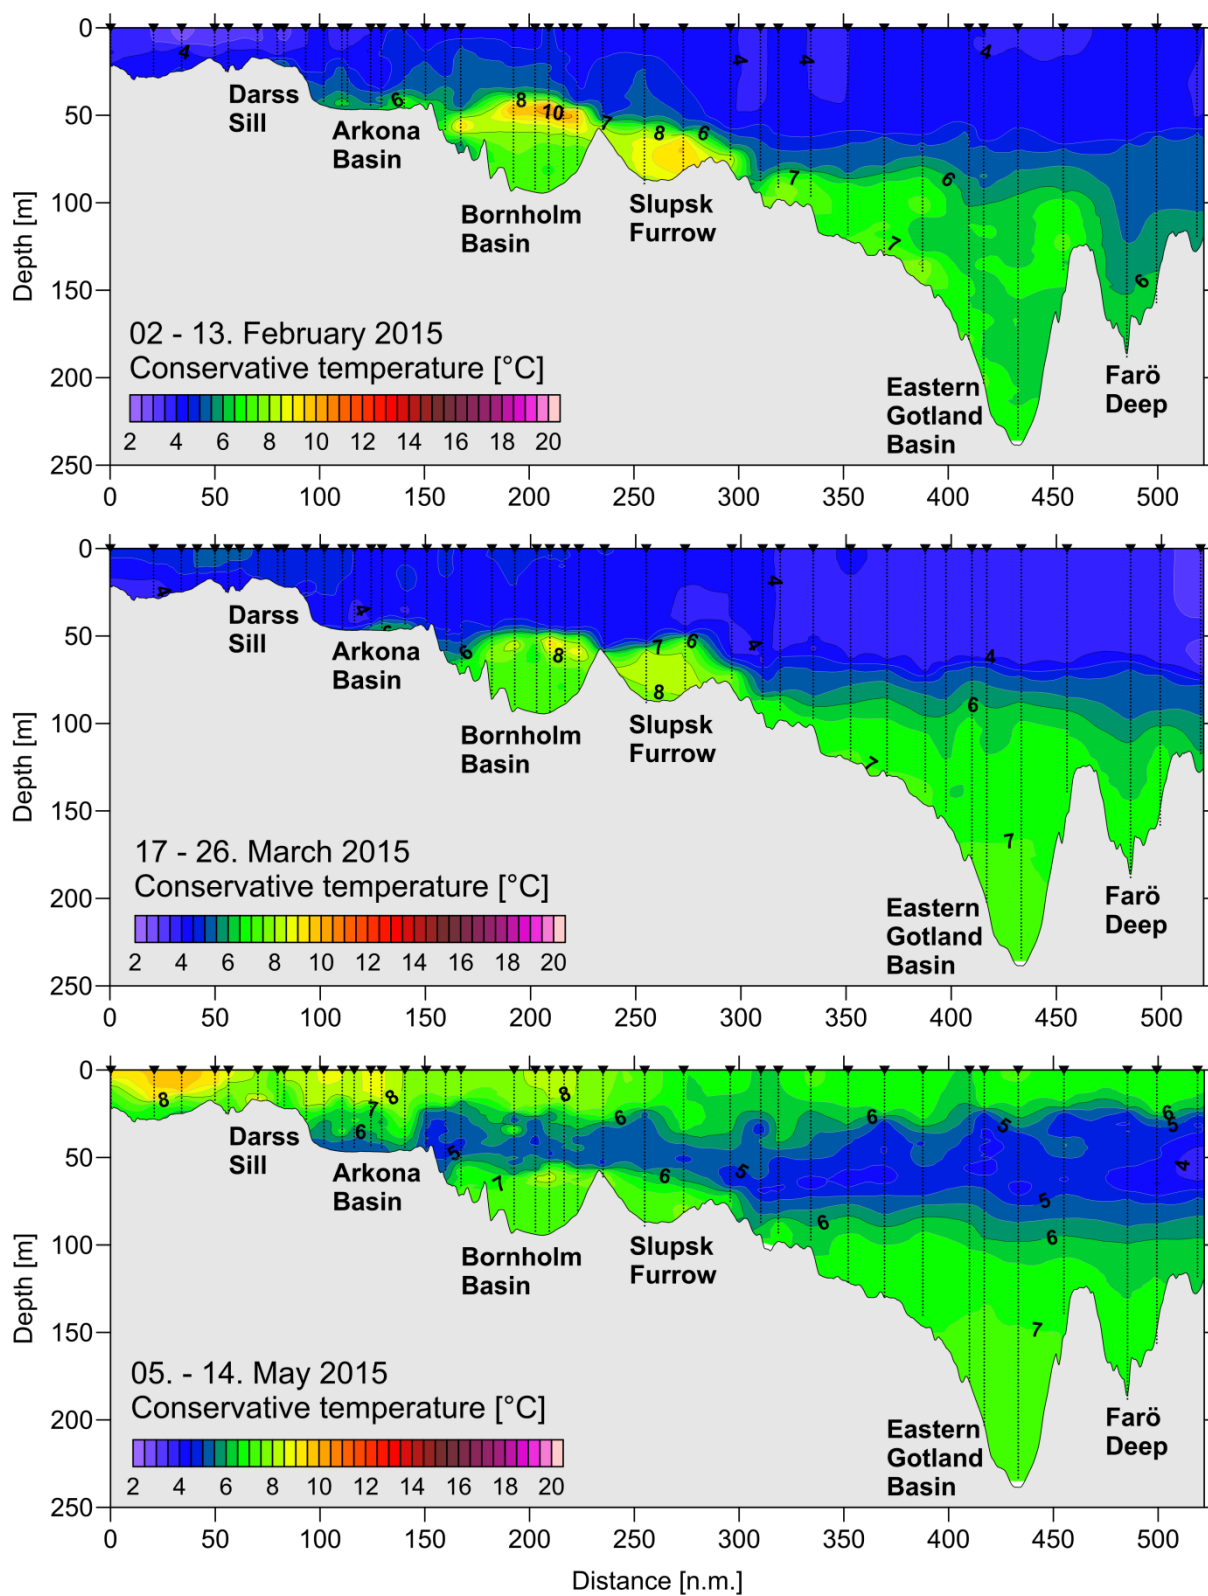 0
50
100
150
200
250
Depth [m]
4
6
8
10
7
8
6
4
4
4
7
6
7
6
Darss
Sill
Arkona
Basin
Bornholm
Basin
Slupsk
Furrow
Eastern
Gotland
Basin
Farö
Deep
02 - 13. February 2015
Conservative temperature [°C]
2 4 6 8 10 12 14 16 18 20
0 50 100 150 200 250 300 350 400 450 500
0
50
100
150
200
250
Depth [m]
4
4
6
6
8
7
6
8
4
4
4
6
7
7
Darss
Sill
Arkona
Basin
Bornholm
Basin
Slupsk
Furrow
Eastern
Gotland
Basin
Farö
Deep
17 - 26. March 2015
Conservative temperature [°C]
2 4 6 8 10 12 14 16 18 20
0 50 100 150 200 250 300 350 400 450 500
0
50
100
150
200
250
Depth [m]
8
8
7
6
5
8
7
6
6
5
6
6
5
5
6
7
6
5
4
Darss
Sill
Arkona
Basin
Bornholm
Basin
Slupsk
Furrow
Eastern
Gotland
Basin
Farö
Deep
05. - 14. May 2015
Conservative temperature [°C]
2 4 6 8 10 12 14 16 18 20
0 50 100 150 200 250 300 350 400 450 500
Distance [n.m.]